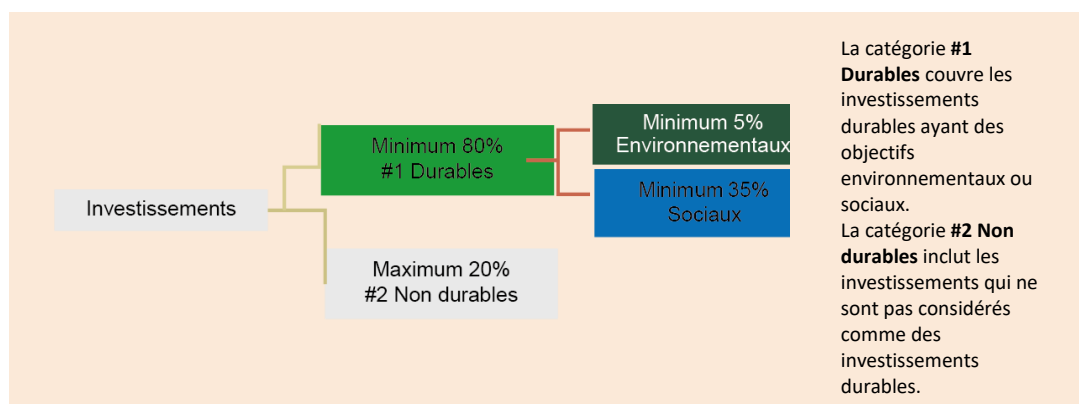 Investissements
Minimum 80%
#1 Durables
Maximum 20%
#2 Non durables
Minimum 5%
Environnementaux
Minimum 35%
Sociaux
La catégorie #1
Durables couvre les
investissements
durables ayant des
objectifs
environnementaux ou
sociaux.
La catégorie #2 Non
durables inclut les
investissements qui ne
sont pas considérés
comme des
investissements
durables.